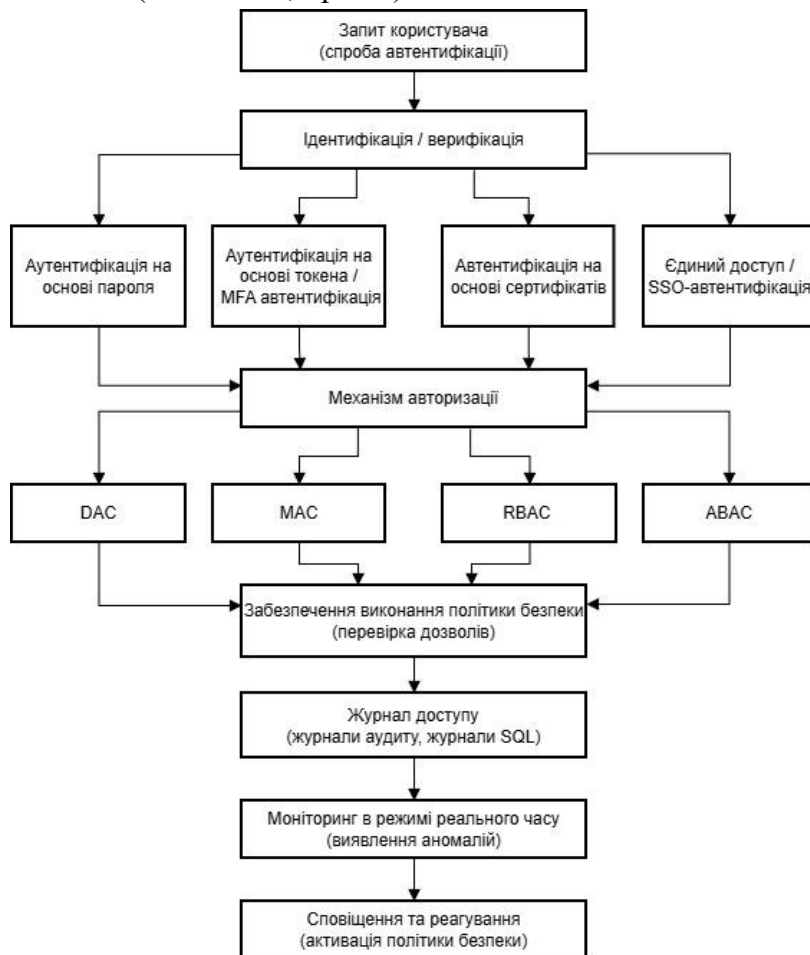 Запит користувача
(спроба автентифікації)
Ідентифікація / верифікація
Аутентифікація на
основі пароля
Аутентифікація на
основі токена /
MFA автентифікація
Автентифікація на
основі сертифікатів
Єдиний доступ /
SSO-автентифікація
Механізм авторизації
DAC
MAC
RBAC
ABAC
Забезпечення виконання політики безпеки
(перевірка дозволів)
Журнал доступу
(журнали аудиту, журнали SQL)
Моніторинг в режимі реального часу
(виявлення аномалій)
Сповіщення та реагування
(активація політики безпеки)